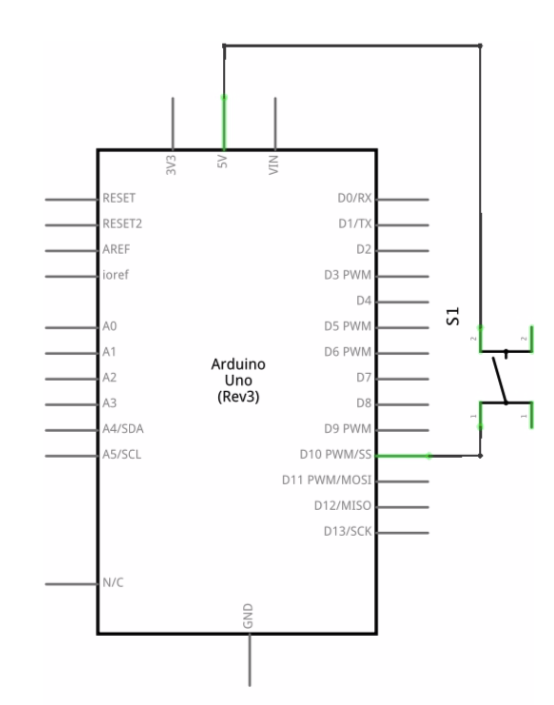 3V3
5V
VIN
RESET
RESET2
AREF
ioref
A0
A1
A2
A3
A4/SDA
A5/SCL
N/C
Arduino
Uno
(Rev3)
D0/RX
D1/TX
D2
D3 PWM
D4
D5 PWM
D6 PWM
D7
D8
D9 PWM
D10 PWM/SS
D11 PWM/MOSI
D12/MISO
D13/SCK
GND
S1
2
2
1
1